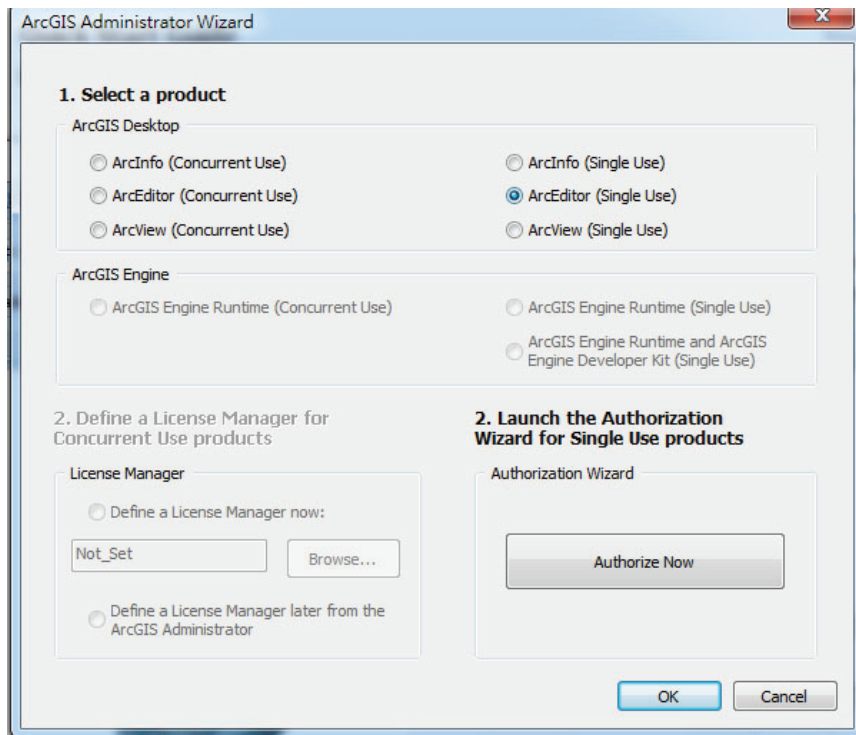 ArcGIS Administrator Wizard
1. Select a product
ArcGIS Desktop
ArcInfo (Concurrent Use)
ArcInfo (Single Use)
ArcEditor (Concurrent Use)
ArcEditor (Single Use)
ArcView (Concurrent Use)
ArcView (Single Use)
ArcGIS Engine
ArcGIS Engine Runtime (Concurrent Use)
ArcGIS Engine Runtime (Single Use)
ArcGIS Engine Runtime and ArcGIS
Engine Developer Kit (Single Use)
2. Define a License Manager for
Concurrent Use products
License Manager
Define a License Manager now:
Not_Set
Browse...
Define a License Manager later from the
ArcGIS Administrator
2. Launch the Authorization
Wizard for Single Use products
Authorization Wizard
Authorize Now
OK
Cancel